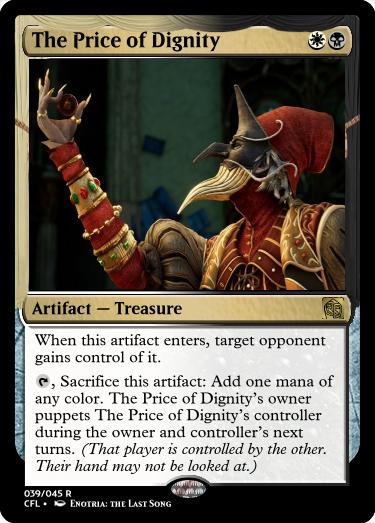 The Price of Dignity
Artifact — Treasure
When this artifact enters, target opponent
gains control of it.
, Sacrifice this artifact: Add one mana of
any color. The Price of Dignity's owner
puppets The Price of Dignity's controller
during the owner and controller's next
turns. (That player is controlled by the other.
Their hand may not be looked at.)
039/045 R
CFL • Enotria: the Last Song